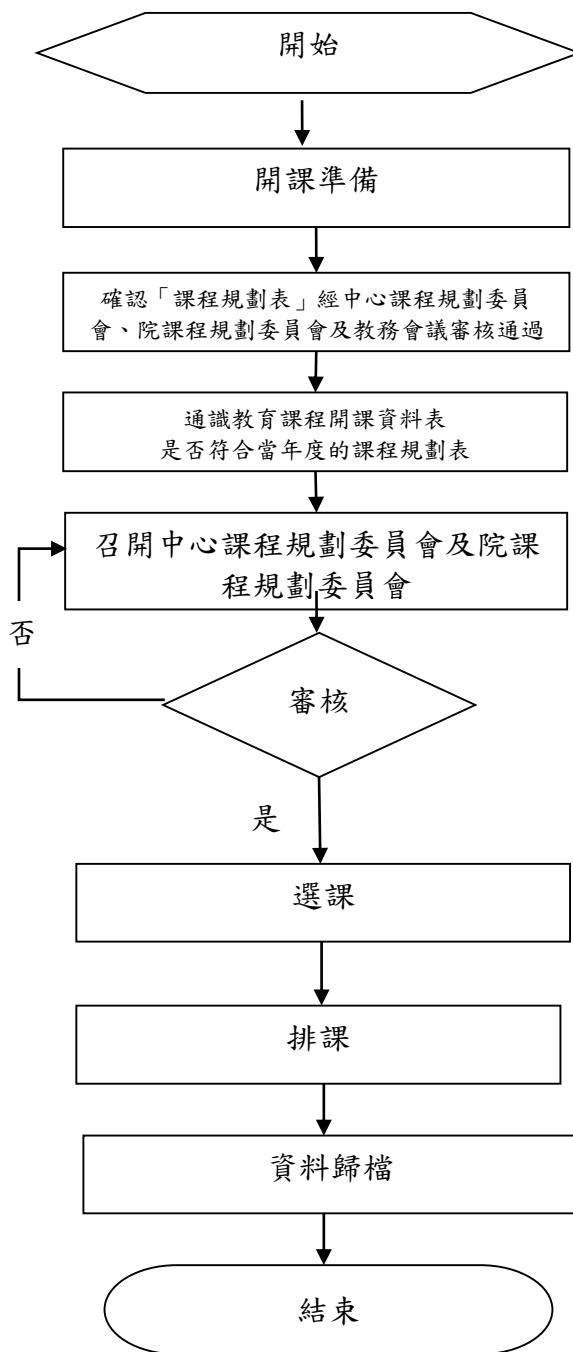 開始
開課準備
確認「課程規劃表」經中心課程規劃委員
會、院課程規劃委員會及教務會議審核通過
通識教育課程開課資料表
是否符合當年度的課程規劃表
召開中心課程規劃委員會及院課
程規劃委員會
否
審核
是
選課
排課
資料歸檔
結束